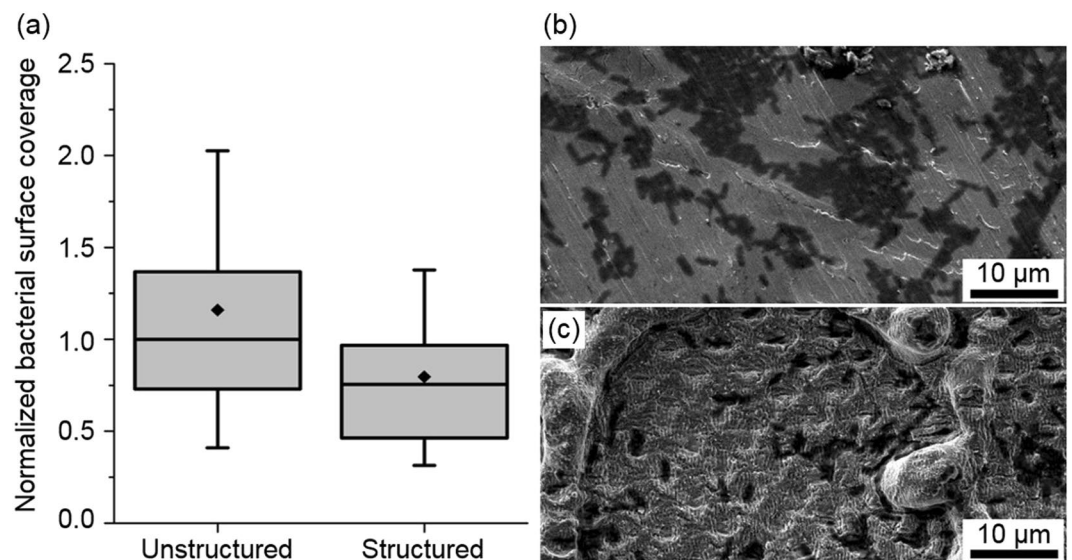 (a)
Normalized bacterial surface coverage
2.5
2.0
1.5
1.0
0.5
0.0
Unstructured
Structured
(b)
10 µm
(c)
10 µm